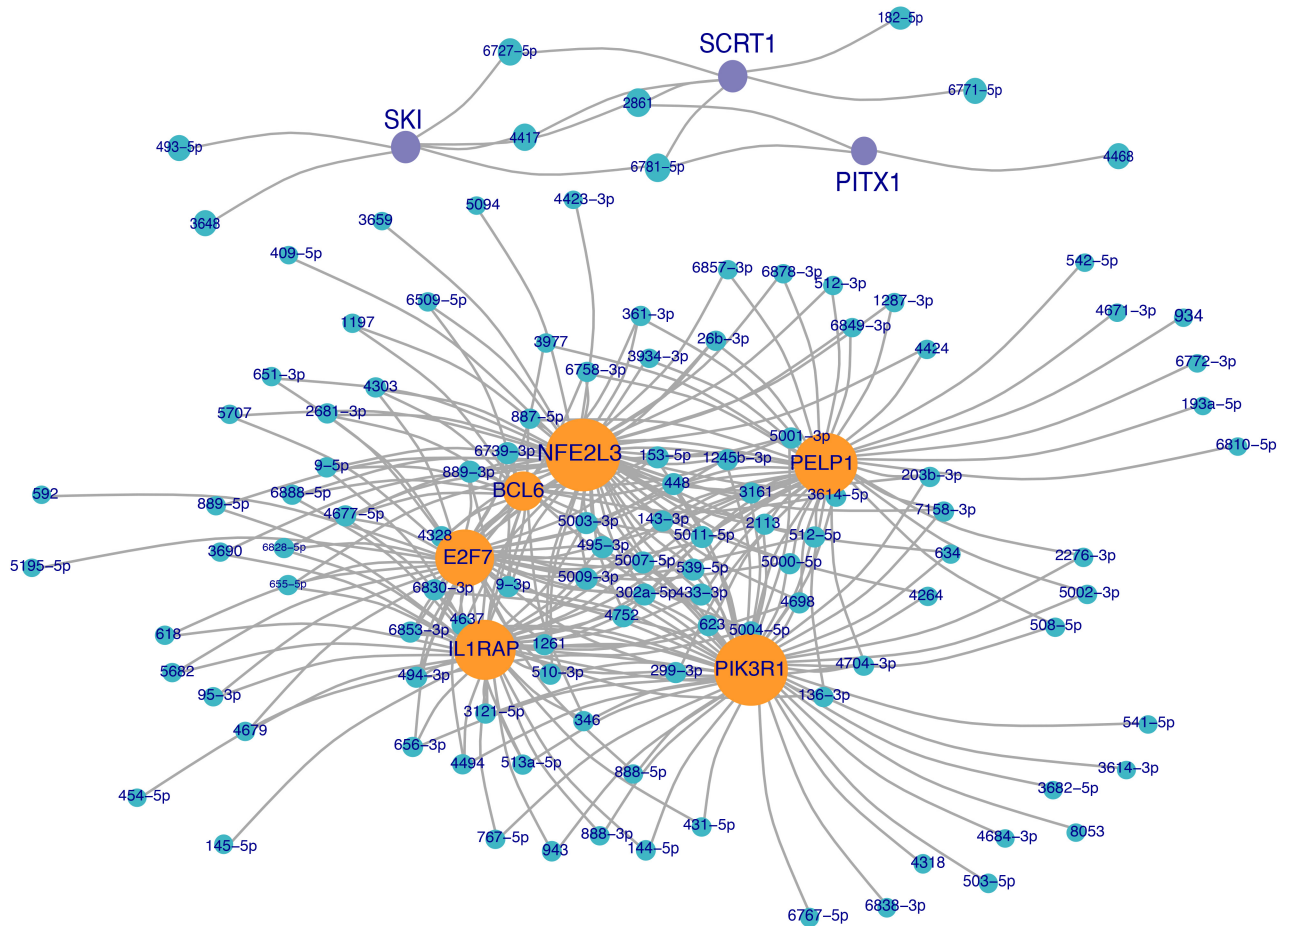 182−5p
SCRT1
6727−5p
6771−5p
2861
SKI
4417
493−5p
4468
6781−5p
PITX1
3648
4423−3p
5094
3659
409−5p
542−5p
6857−3p
6878−3p
512−3p
6509−5p
1287−3p
4671−3p
361−3p
934
1197
6849−3p
26b−3p
3977
4424
3934−3p
6772−3p
6758−3p
651−3p
4303
193a−5p
5707
2681−3p
887−5p
5001−3p
6810−5p
6739−3p
NFE2L3
153−5p
1245b−3p
PELP1
9−5p
889−3p
203b−3p
448
BCL6
3161
3614−5p
592
6888−5p
889−5p
4677−5p
7158−3p
5003−3p
143−3p
2113
4328
5011−5p
512−5p
495−3p
3690
6828−5p
E2F7
634
2276−3p
5195−5p
5007−5p
539−5p
5000−5p
5009−3p
655−5p
6830−3p
9−3p
302a−5p
433−3p
4698
4264
5002−3p
4752
4637
623
5004−5p
508−5p
618
6853−3p
1261
IL1RAP
PIK3R1
4704−3p
5682
494−3p
510−3p
299−3p
95−3p
136−3p
3121−5p
346
541−5p
4679
656−3p
4494
513a−5p
888−5p
3614−3p
3682−5p
454−5p
431−5p
8053
767−5p
888−3p
4684−3p
145−5p
943
144−5p
4318
503−5p
6838−3p
6767−5p